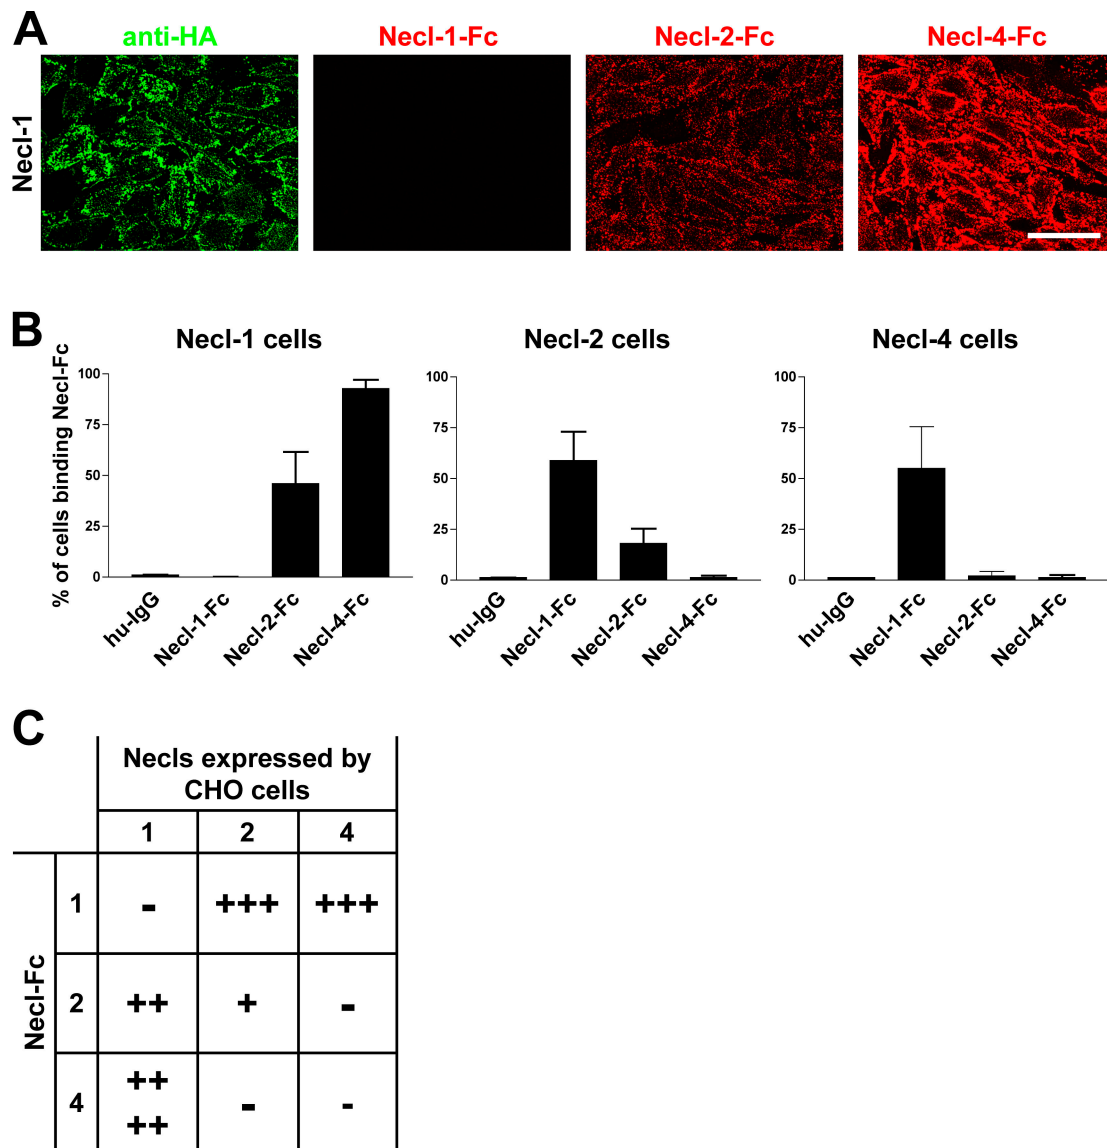 A
anti-HA
Necl-1-Fc
Necl-2-Fc
Necl-4-Fc
Necl-1
B
Necl-1 cells
Necl-2 cells
Necl-4 cells
% of cells binding Necl-Fc
100
75
50
25
0
hu-IgG
Necl-1-Fc
Necl-2-Fc
Necl-4-Fc
100
75
50
25
0
hu-IgG
Necl-1-Fc
Necl-2-Fc
Necl-4-Fc
100
75
50
25
0
hu-IgG
Necl-1-Fc
Necl-2-Fc
Necl-4-Fc
C
Necls expressed by
CHO cells
1 2 4
Necl-Fc
1 - +++ +++
2 ++ + -
++
4 - -
++